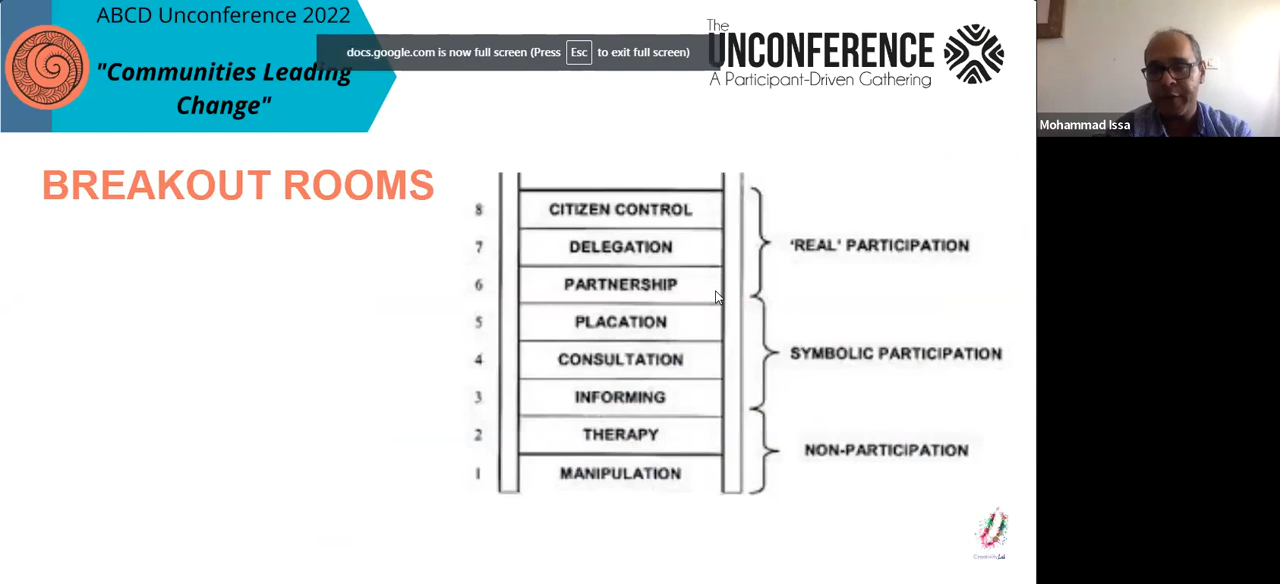 ABCD Unconference 2022
"Communities Leading
Change"
docs.google.com is now full screen (Press Esc to exit full screen)
The
UNCONFERENCE
A Participant-Driven Gathering
Mohammad Issa
BREAKOUT ROOMS
8 CITIZEN CONTROL
7 DELEGATION
'REAL' PARTICIPATION
6 PARTNERSHIP
5 PLACATION
4 CONSULTATION
SYMBOLIC PARTICIPATION
3 INFORMING
2 THERAPY
NON-PARTICIPATION
1 MANIPULATION